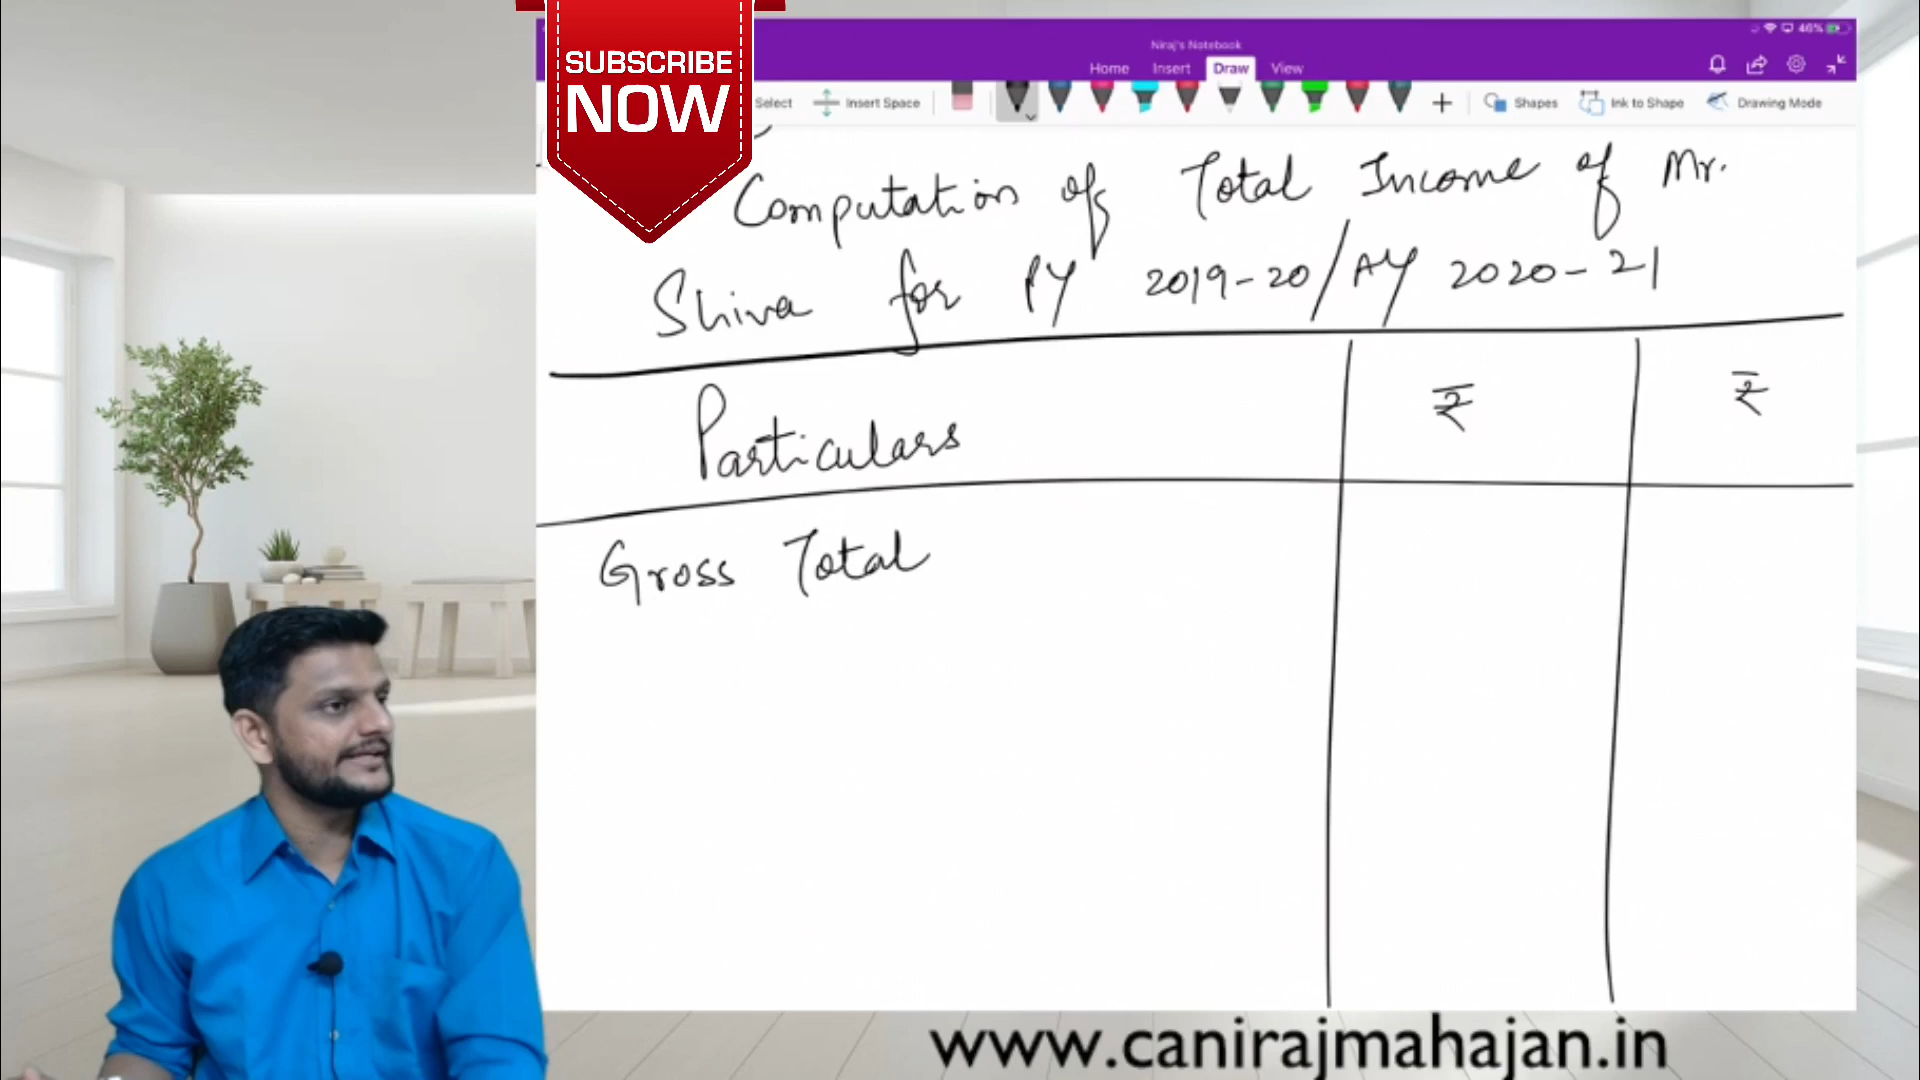 SUBSCRIBE
NOW
46%
Niraj's Notebook
Home Insert Draw View
Select Insert Space + Shapes Ink to Shape Drawing Mode
Computation of Total Income of Mr.
Shiva for PY 2019-20/AY 2020-21
Particulars ₹ ₹
Gross Total
www.canirajmahajan.in